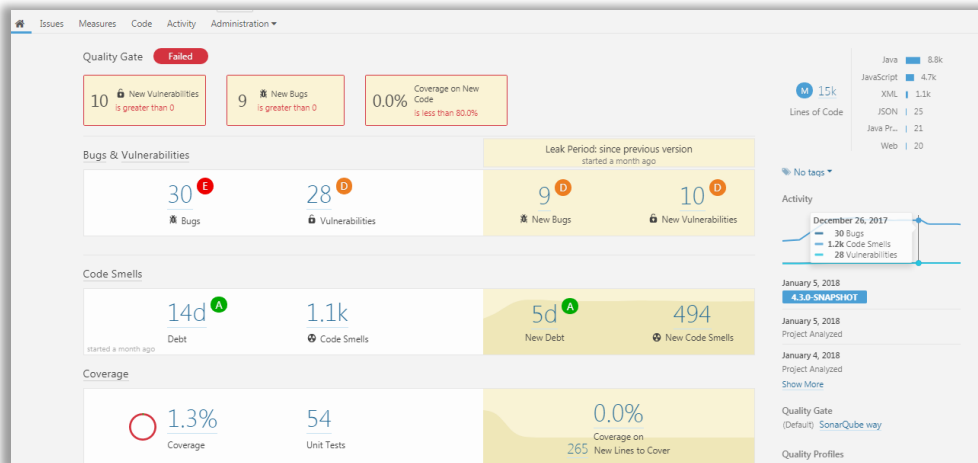 Issues Measures Code Activity Administration
Quality Gate Failed
10 New Vulnerabilities
is greater than 0
9 New Bugs
is greater than 0
0.0% Coverage on New
Code
is less than 80.0%
Bugs & Vulnerabilities
Leak Period: since previous version
started a month ago
30 E
Bugs
28 D
Vulnerabilities
9 D
New Bugs
10 D
New Vulnerabilities
Code Smells
14d A
Debt
started a month ago
1.1k
Code Smells
5d A
New Debt
494
New Code Smells
Coverage
1.3%
Coverage
54
Unit Tests
0.0%
Coverage on
265 New Lines to Cover
M 15k
Lines of Code
Java 8.8k
JavaScript 4.7k
XML 1.1k
JSON 25
Java Pr... 21
Web 20
No tags
Activity
December 26, 2017
30 Bugs
1.2k Code Smells
28 Vulnerabilities
January 5, 2018
4.3.0-SNAPSHOT
January 5, 2018
Project Analyzed
January 4, 2018
Project Analyzed
Show More
Quality Gate
(Default) SonarQube way
Quality Profiles